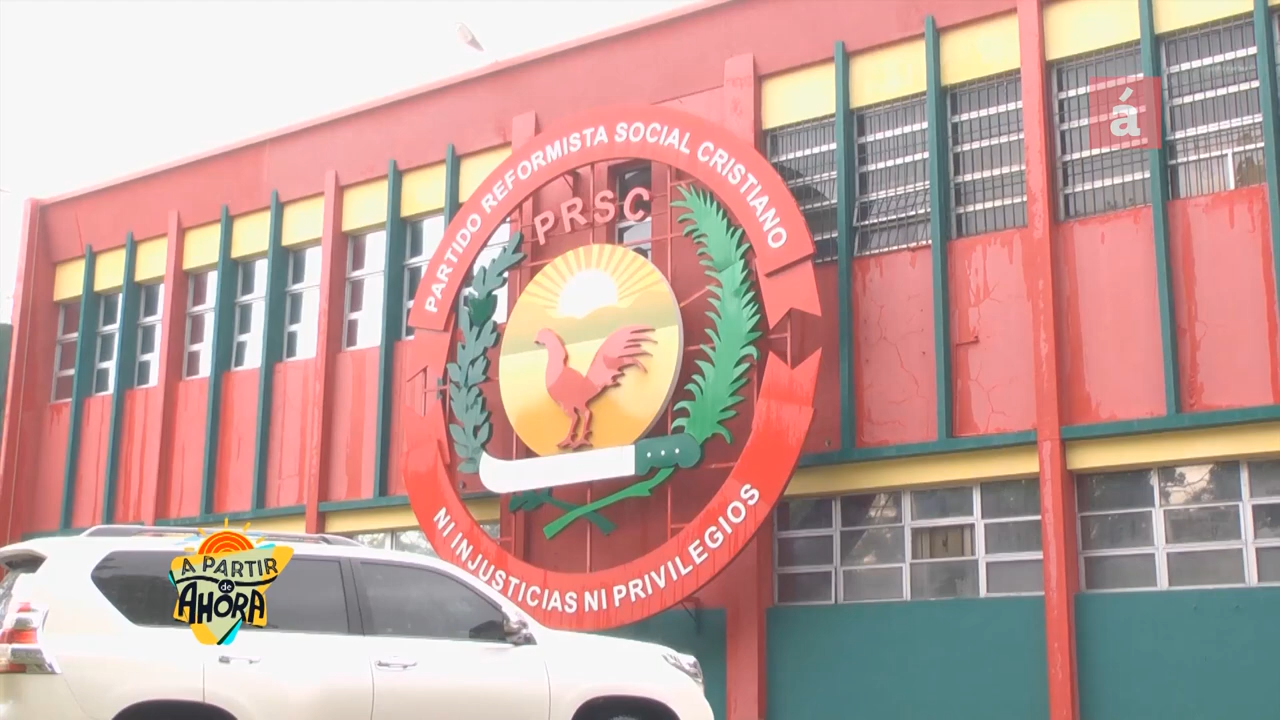 PARTIDO REFORMISTA SOCIAL CRISTIANO
PRSC
NI INJUSTICIAS NI PRIVILEGIOS
á
A PARTIR
de
AHORA